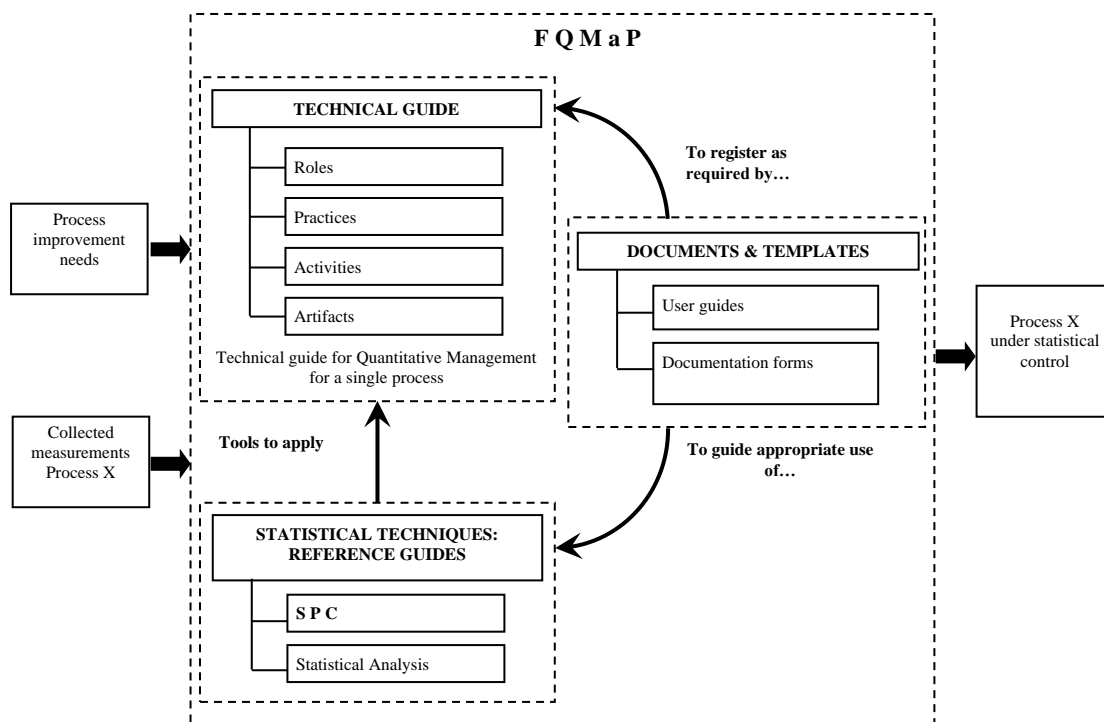 F Q M a P
TECHNICAL GUIDE
Roles
Practices
Activities
Artifacts
Technical guide for Quantitative Management
for a single process
Process
improvement
needs
Collected
measurements
Process X
To register as
required by…
DOCUMENTS & TEMPLATES
User guides
Documentation forms
Process X
under statistical
control
Tools to apply
To guide appropriate use
of…
STATISTICAL TECHNIQUES:
REFERENCE GUIDES
S P C
Statistical Analysis